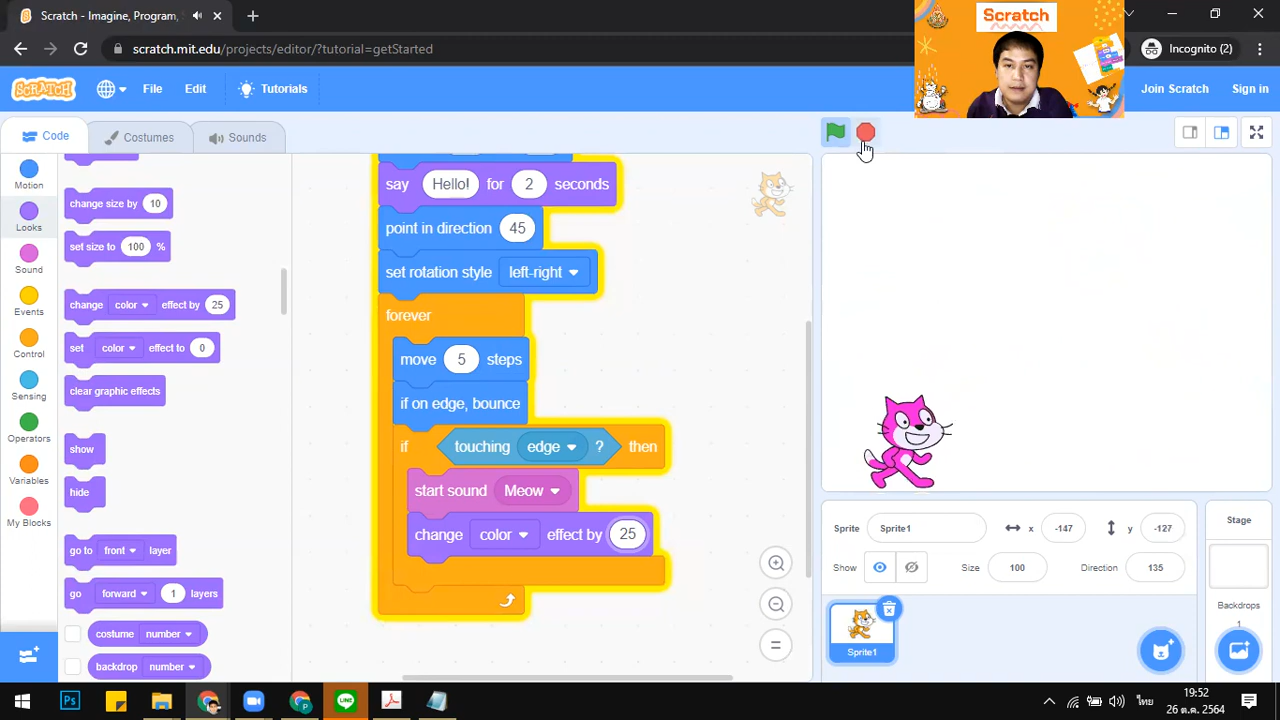 Scratch - Imagine, Program,
Scratch
scratch.mit.edu/projects/editor/?tutorial=getStarted
Incognito (2)
SCRATCH
File
Edit
Tutorials
Join Scratch
Sign in
Code
Costumes
Sounds
Motion
Looks
Sound
Events
Control
Sensing
Operators
Variables
My Blocks
change size by 10
set size to 100 %
change color effect by 25
set color effect to 0
clear graphic effects
show
hide
go to front layer
go forward 1 layers
costume number
backdrop number
say Hello! for 2 seconds
point in direction 45
set rotation style left-right
forever
move 5 steps
if on edge, bounce
if touching edge ? then
start sound Meow
change color effect by 25
Sprite
Sprite1
x -147
y -127
Show
Size 100
Direction 135
Sprite1
Stage
Backdrops
1
Ps
LINE
P
ไทย
19:52
26 ต.ค. 2564